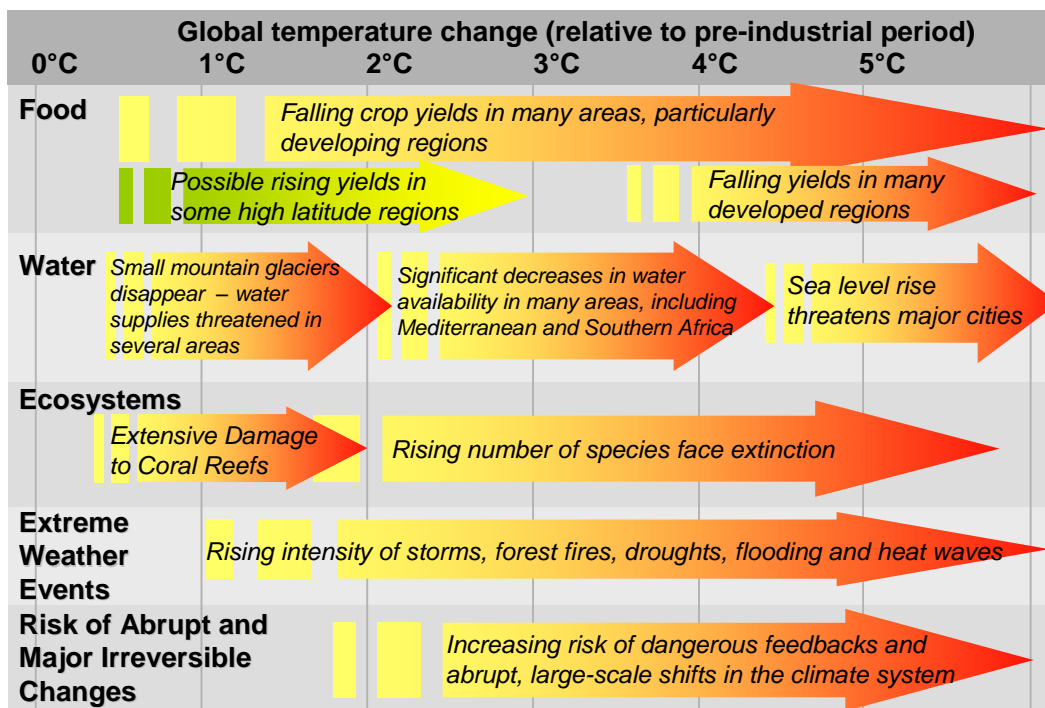 Global temperature change (relative to pre-industrial period)
0°C 1°C 2°C 3°C 4°C 5°C
Food
Falling crop yields in many areas, particularly
developing regions
Possible rising yields in
some high latitude regions
Falling yields in many
developed regions
Water
Small mountain glaciers
disappear – water
supplies threatened in
several areas
Significant decreases in water
availability in many areas, including
Mediterranean and Southern Africa
Sea level rise
threatens major cities
Ecosystems
Extensive Damage
to Coral Reefs
Rising number of species face extinction
Extreme
Weather
Events
Rising intensity of storms, forest fires, droughts, flooding and heat waves
Risk of Abrupt and
Major Irreversible
Changes
Increasing risk of dangerous feedbacks and
abrupt, large-scale shifts in the climate system